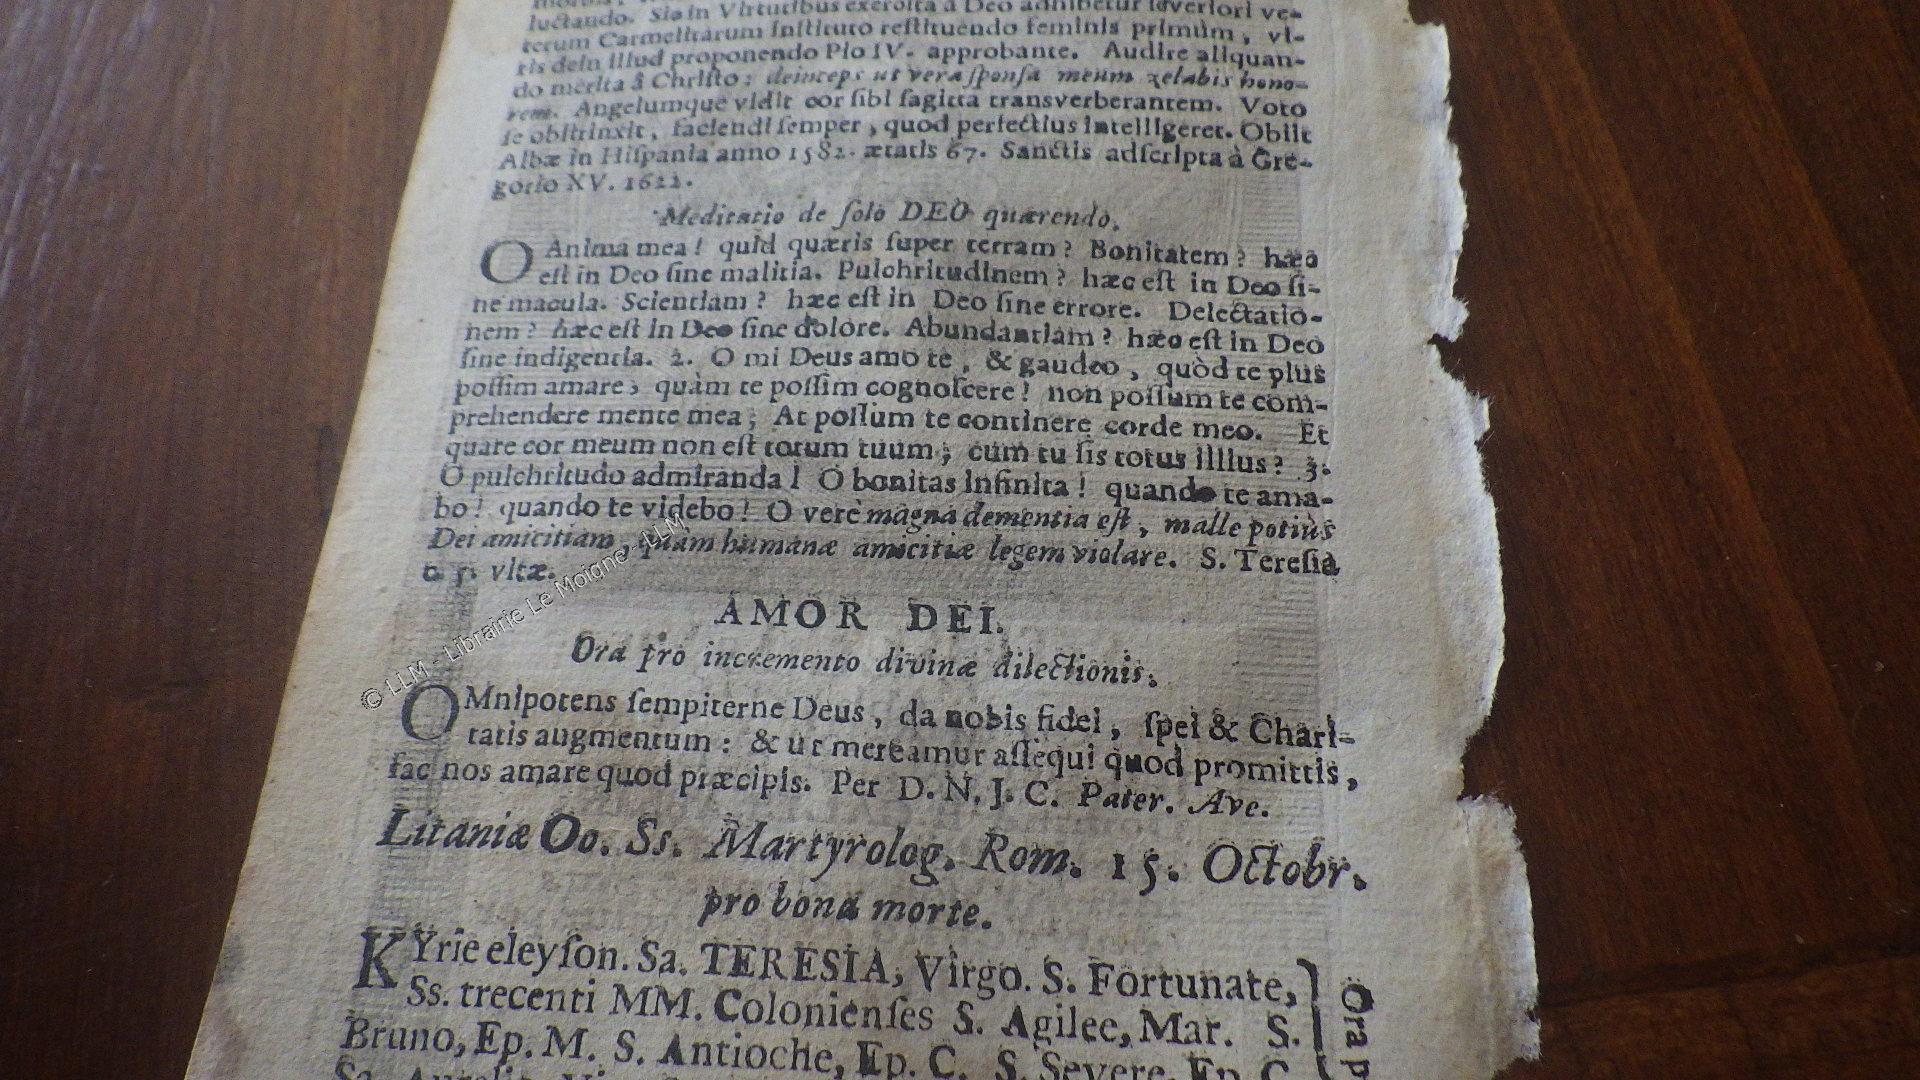 luctando. Sic in Virtutibus exercita à Deo adhibetur severiori ve-
terum Carmelitarum Instituto restituendo feminis primùm, vi-
ris dein illud proponendo Pio IV. approbante. Audire aliquan-
do merita à Christo: deinceps ut vera sponsa meum zelabis hono-
rem. Angelumque vidit cor sibi sagitta transverberantem. Voto
se obstrinxit, faciendi semper, quod perfectius intelligeret. Obiit
Albæ in Hispania anno 1582. ætatis 67. Sanctis adscripta à Gre-
gorio XV. 1622.
Meditatio de solo DEO quærendo.
O Anima mea! quid quæris super terram? Bonitatem? hæc
est in Deo sine malitia. Pulchritudinem? hæc est in Deo si-
ne macula. Scientiam? hæc est in Deo sine errore. Delectatio-
nem? hæc est in Deo sine dolore. Abundantiam? hæc est in Deo
sine indigentia. 2. O mi Deus amo te, & gaudeo, quòd te plus
possim amare, quàm te possim cognoscere! non possum te com-
prehendere mente mea; At possum te continere corde meo. Et
quare cor meum non est totum tuum; cum tu sis totus illius? 3.
O pulchritudo admiranda! O bonitas infinita! quando te ama-
bo! quando te videbo! O verè magna dementia est, malle potiùs
Dei amicitiam, quàm humanæ amicitiæ legem violare. S. Teresia
c. 5. vitæ.
AMOR DEI.
Ora pro incremento divinæ dilectionis.
OMnipotens sempiterne Deus, da nobis fidei, spei & Chari-
tatis augmentum: & ut mereamur assequi quod promittis,
fac nos amare quod præcipis. Per D. N. J. C. Pater. Ave.
Litaniæ Oo. Ss. Martyrolog. Rom. 15. Octobr.
pro bona morte.
KYrie eleyson. Sa. TERESIA, Virgo. S. Fortunate,
Ss. trecenti MM. Colonienses S. Agilee, Mar. S.
Bruno, Ep. M. S. Antioche, Ep. C. S. Severe, Ep. C.
Sa. Aurelia
Ora p
© LLM - Librairie Le Moigne - LLM